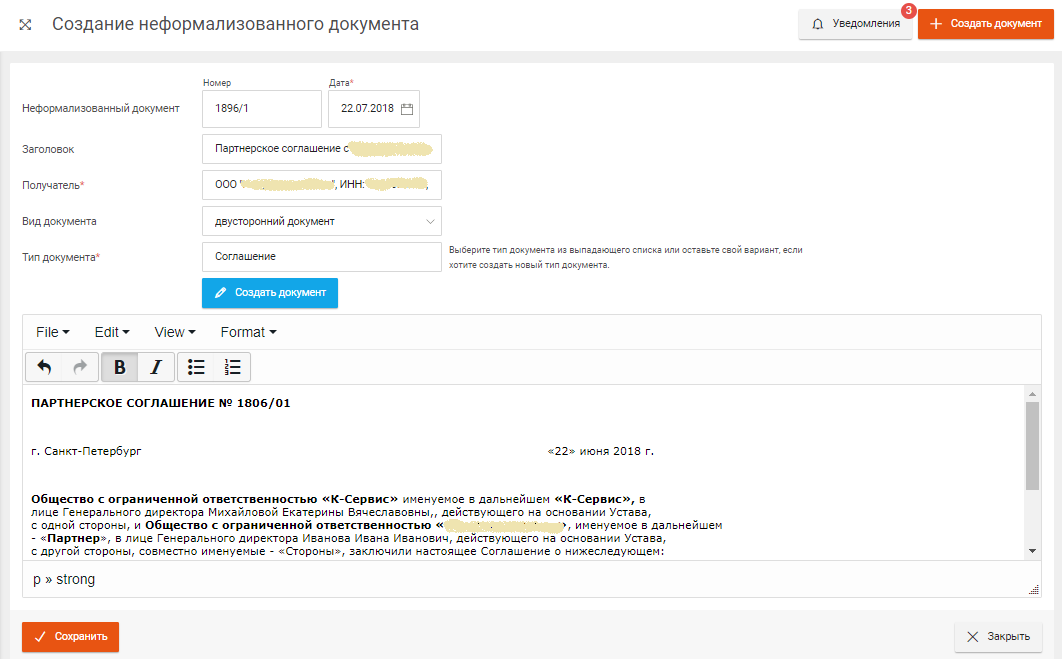 Создание неформализованного документа
Уведомления
3
Создать документ
Номер
Дата*
Неформализованный документ
1896/1
22.07.2018
Заголовок
Партнерское соглашение с
Получатель*
ООО "", ИНН: ,
Вид документа
двусторонний документ
Тип документа*
Соглашение
Выберите тип документа из выпадающего списка или оставьте свой вариант, если
хотите создать новый тип документа.
Создать документ
File Edit View Format
B I
ПАРТНЕРСКОЕ СОГЛАШЕНИЕ № 1806/01
г. Санкт-Петербург «22» июня 2018 г.
Общество с ограниченной ответственностью «К-Сервис» именуемое в дальнейшем «К-Сервис», в
лице Генерального директора Михайловой Екатерины Вячеславовны,, действующего на основании Устава,
с одной стороны, и Общество с ограниченной ответственностью «», именуемое в дальнейшем
- «Партнер», в лице Генерального директора Иванова Ивана Иванович, действующего на основании Устава,
с другой стороны, совместно именуемые - «Стороны», заключили настоящее Соглашение о нижеследующем:
p » strong
Сохранить
Закрыть